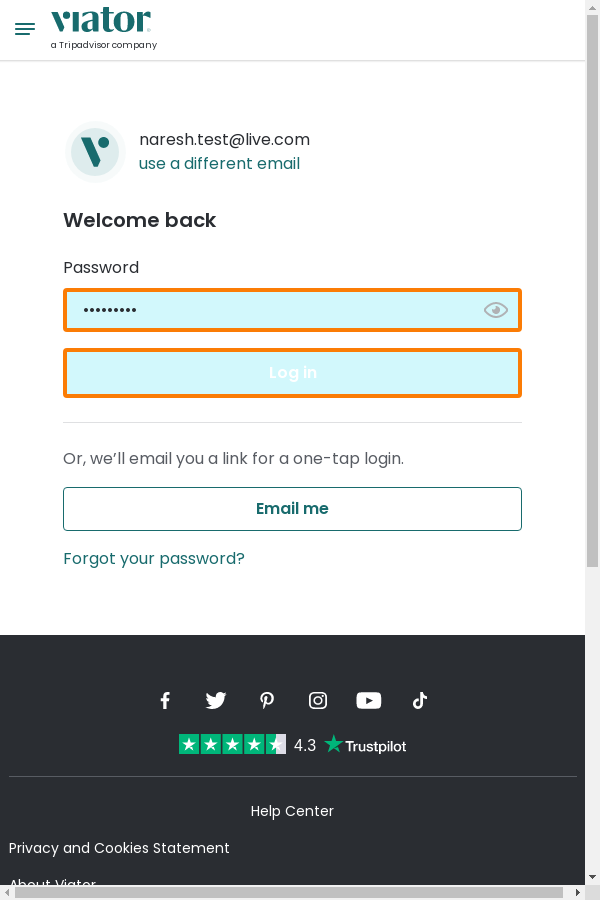 viator
a Tripadvisor company
naresh.test@live.com
use a different email
Welcome back
Password
•••••••••
Log in
Or, we’ll email you a link for a one-tap login.
Email me
Forgot your password?
4.3 Trustpilot
Help Center
Privacy and Cookies Statement
About Viator